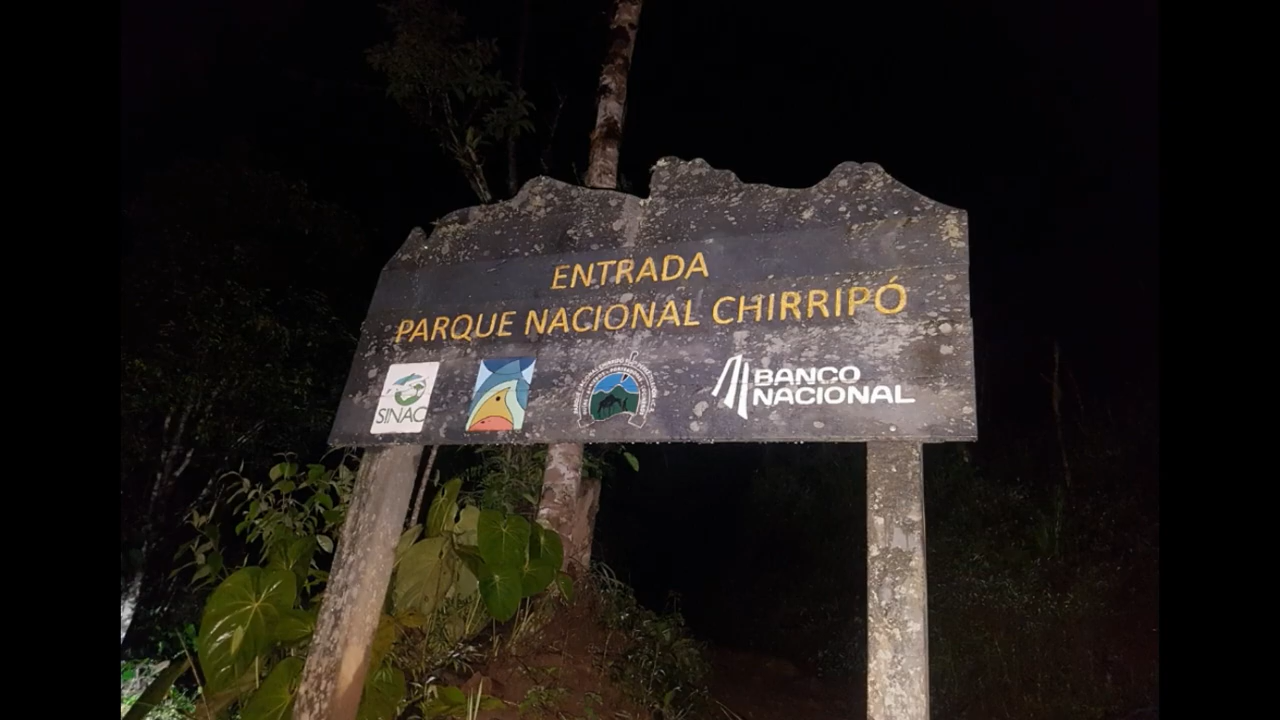 ENTRADA
PARQUE NACIONAL CHIRRIPÓ
SINAC
BANCO
NACIONAL